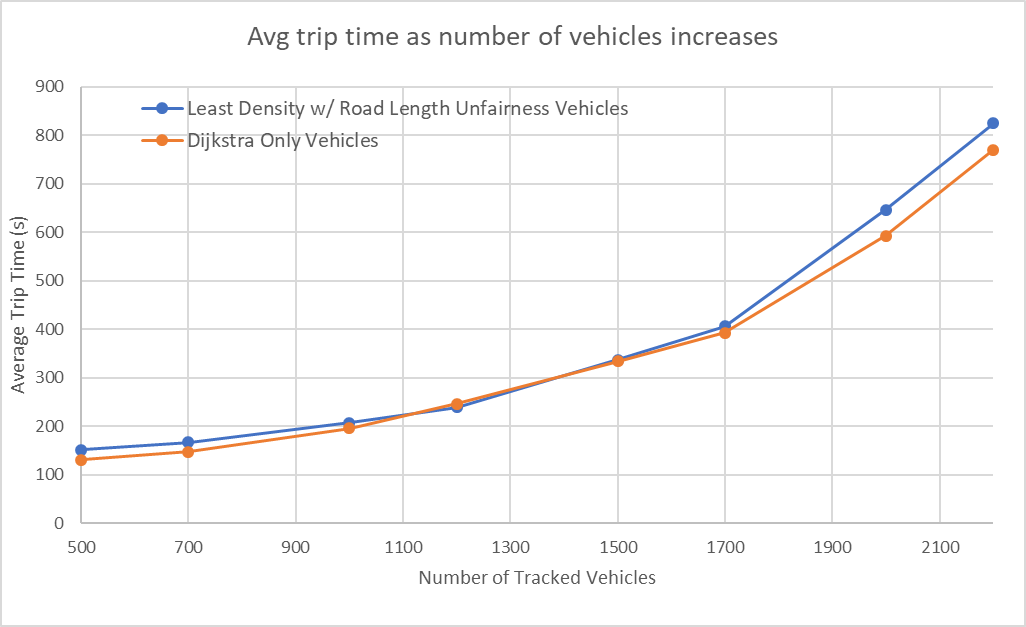 Avg trip time as number of vehicles increases
Least Density w/ Road Length Unfairness Vehicles
Dijkstra Only Vehicles
900
800
700
600
500
400
300
200
100
0
Average Trip Time (s)
500 700 900 1100 1300 1500 1700 1900 2100
Number of Tracked Vehicles